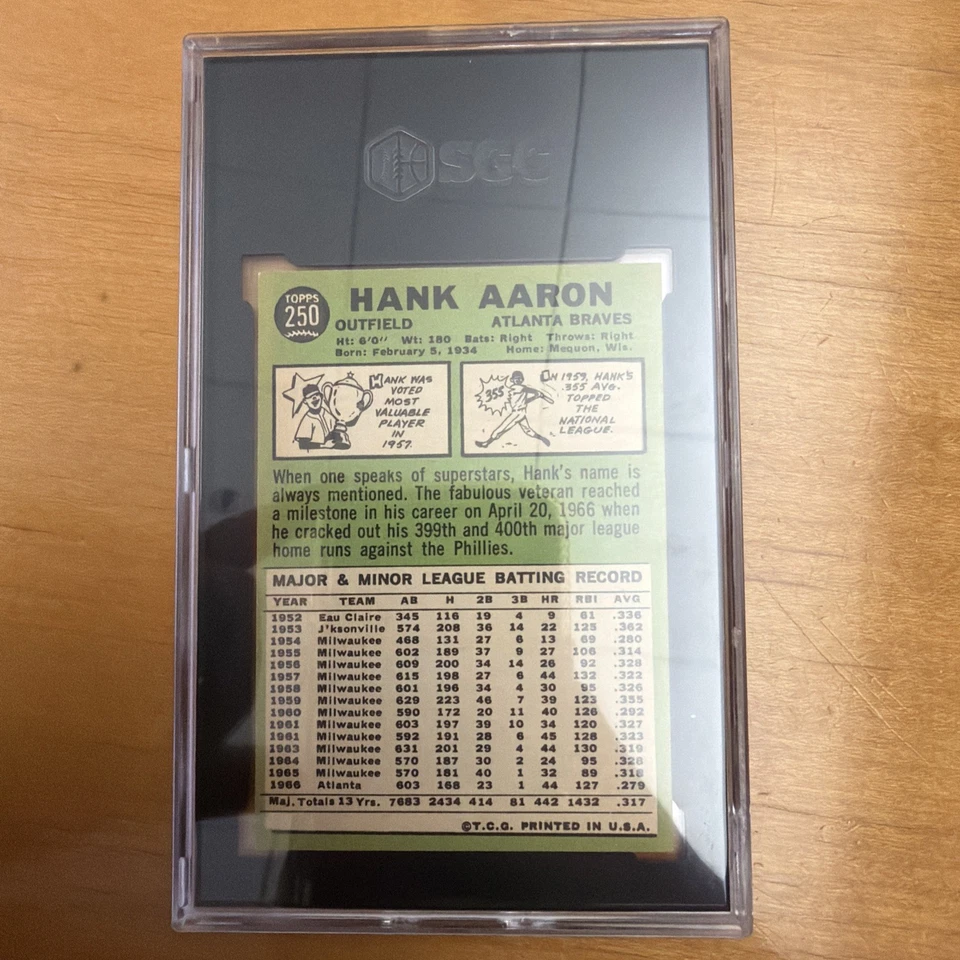 SGC
TOPPS
250
HANK AARON
OUTFIELD ATLANTA BRAVES
Ht: 6'0" Wt: 180 Bats: Right Throws: Right
Born: February 5, 1934 Home: Mequon, Wis.
HANK WAS
VOTED
MOST
VALUABLE
PLAYER
IN
1957.
355
ON 1959, HANK'S
.355 AVG.
TOPPED
THE
NATIONAL
LEAGUE.
When one speaks of superstars, Hank's name is
always mentioned. The fabulous veteran reached
a milestone in his career on April 20, 1966 when
he cracked out his 399th and 400th major league
home runs against the Phillies.
MAJOR & MINOR LEAGUE BATTING RECORD
YEAR TEAM AB H 2B 3B HR RBI AVG
1952 Eau Claire 345 116 19 4 9 61 .336
1953 J'ksonville 574 208 36 14 22 125 .362
1954 Milwaukee 468 131 27 6 13 69 .280
1955 Milwaukee 602 189 37 9 27 106 .314
1956 Milwaukee 609 200 34 14 26 92 .328
1957 Milwaukee 615 198 27 6 44 132 .322
1958 Milwaukee 601 196 34 4 30 95 .326
1959 Milwaukee 629 223 46 7 39 123 .355
1960 Milwaukee 590 172 20 11 40 126 .292
1961 Milwaukee 603 197 39 10 34 120 .327
1961 Milwaukee 592 191 28 6 45 128 .323
1963 Milwaukee 631 201 29 4 44 130 .319
1964 Milwaukee 570 187 30 2 24 95 .328
1965 Milwaukee 570 181 40 1 32 89 .318
1966 Atlanta 603 168 23 1 44 127 .279
Maj. Totals 13 Yrs. 7683 2434 414 81 442 1432 .317
©T.C.G. PRINTED IN U.S.A.